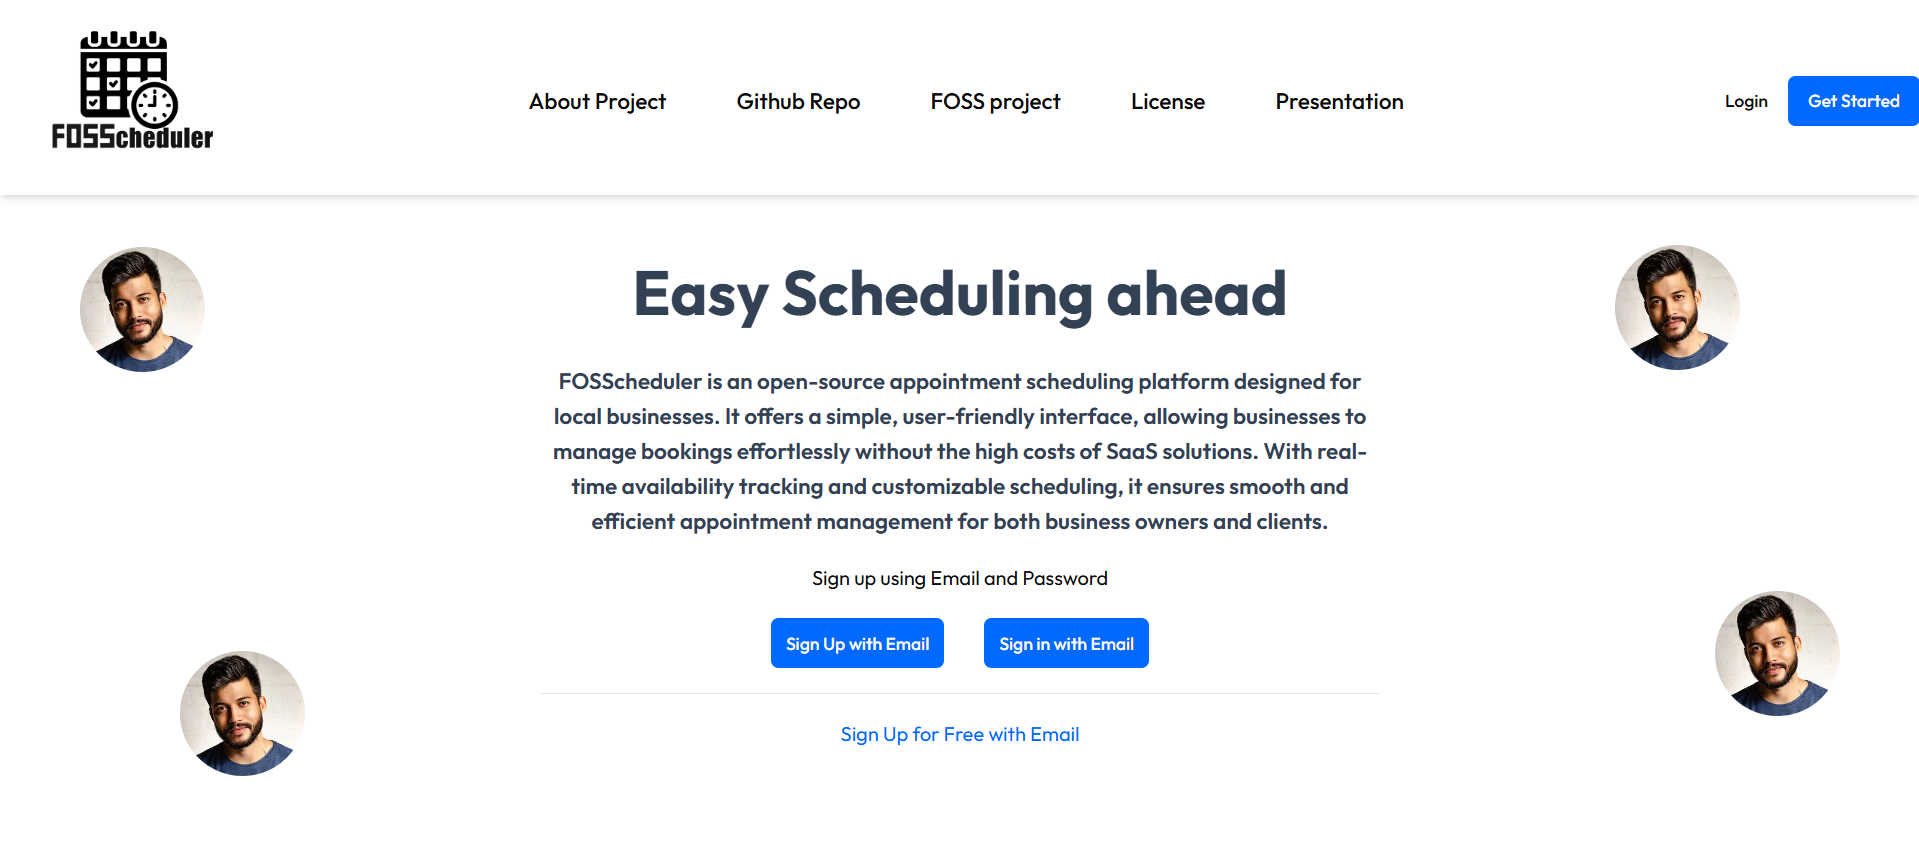 FOSScheduler
About Project
Github Repo
FOSS project
License
Presentation
Login
Get Started
Easy Scheduling ahead
FOSScheduler is an open-source appointment scheduling platform designed for
local businesses. It offers a simple, user-friendly interface, allowing businesses to
manage bookings effortlessly without the high costs of SaaS solutions. With real-
time availability tracking and customizable scheduling, it ensures smooth and
efficient appointment management for both business owners and clients.
Sign up using Email and Password
Sign Up with Email
Sign in with Email
Sign Up for Free with Email